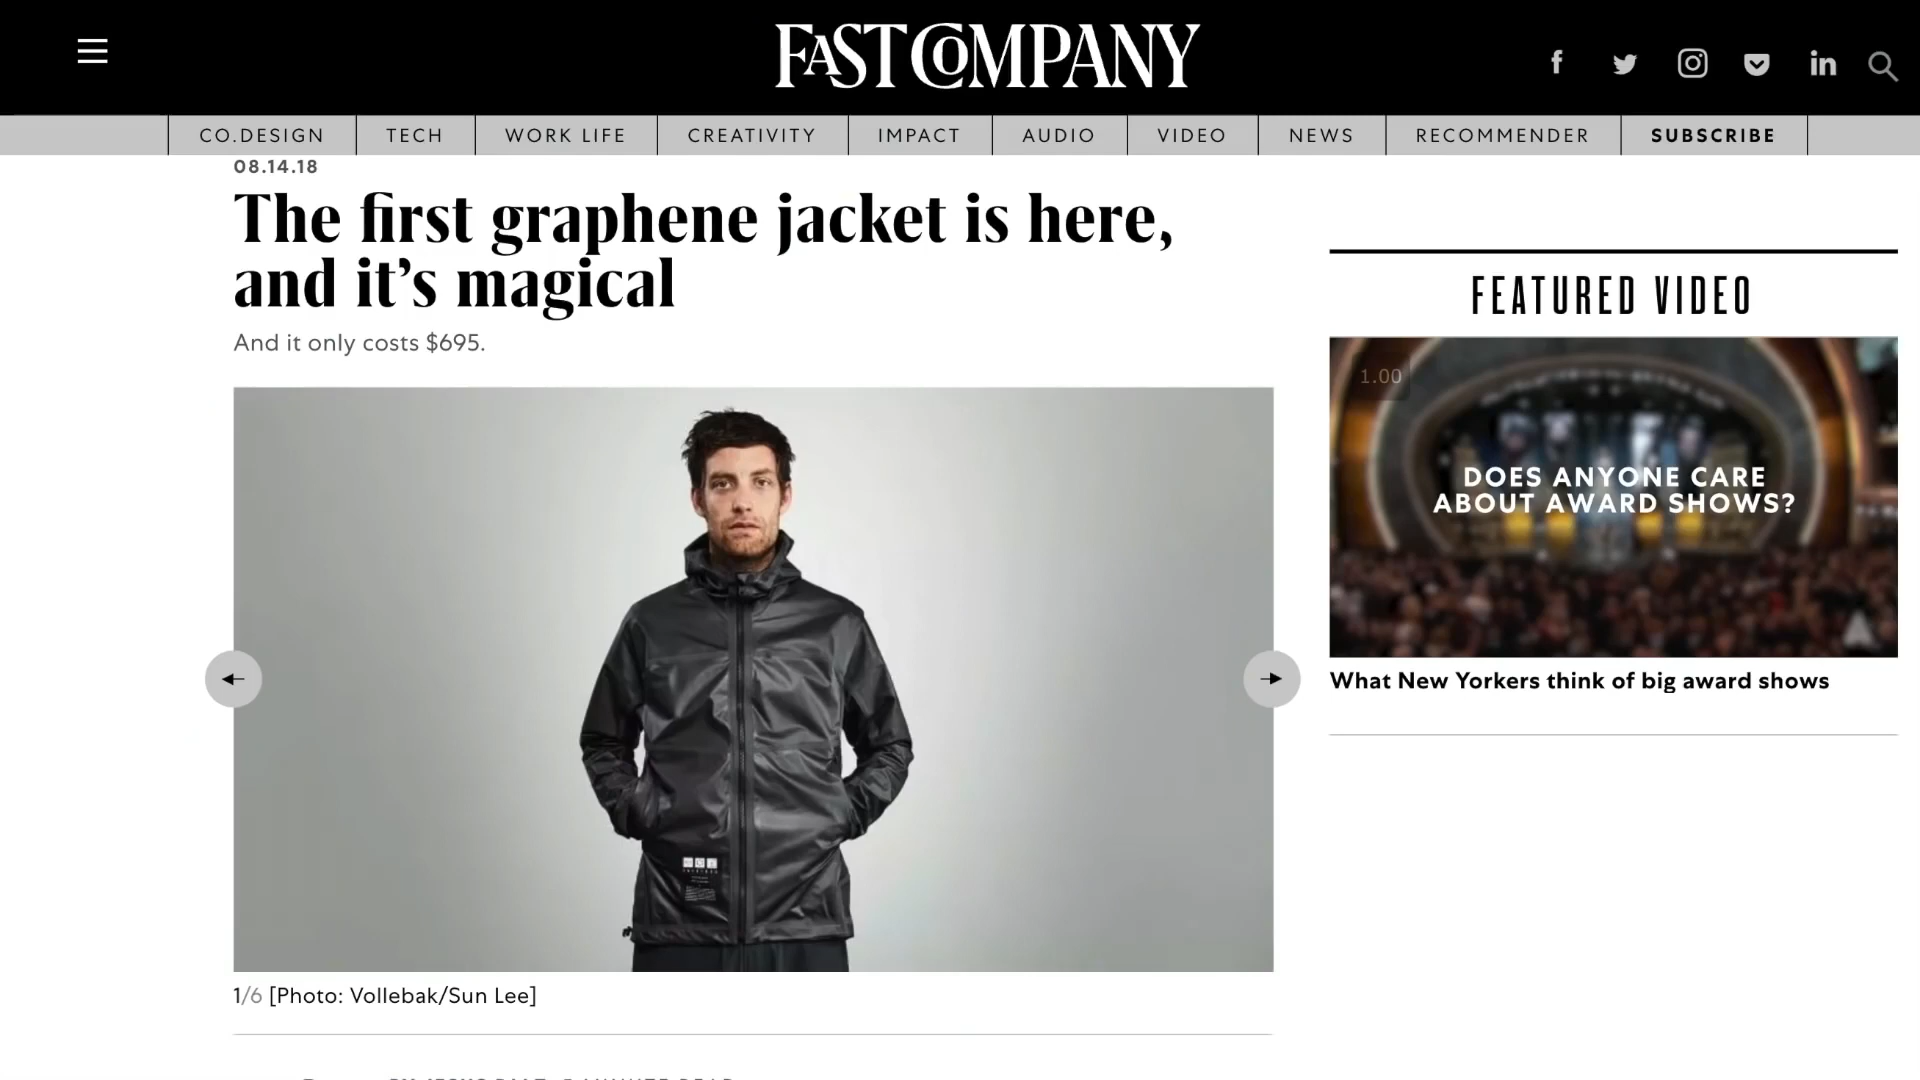 FAST COMPANY
CO.DESIGN TECH WORK LIFE CREATIVITY IMPACT AUDIO VIDEO NEWS RECOMMENDER SUBSCRIBE
08.14.18
The first graphene jacket is here,
and it’s magical
And it only costs $695.
1/6 [Photo: Vollebak/Sun Lee]
FEATURED VIDEO
1.00
DOES ANYONE CARE
ABOUT AWARD SHOWS?
What New Yorkers think of big award shows